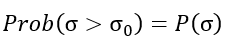 Prob(σ > σ₀) = P(σ)